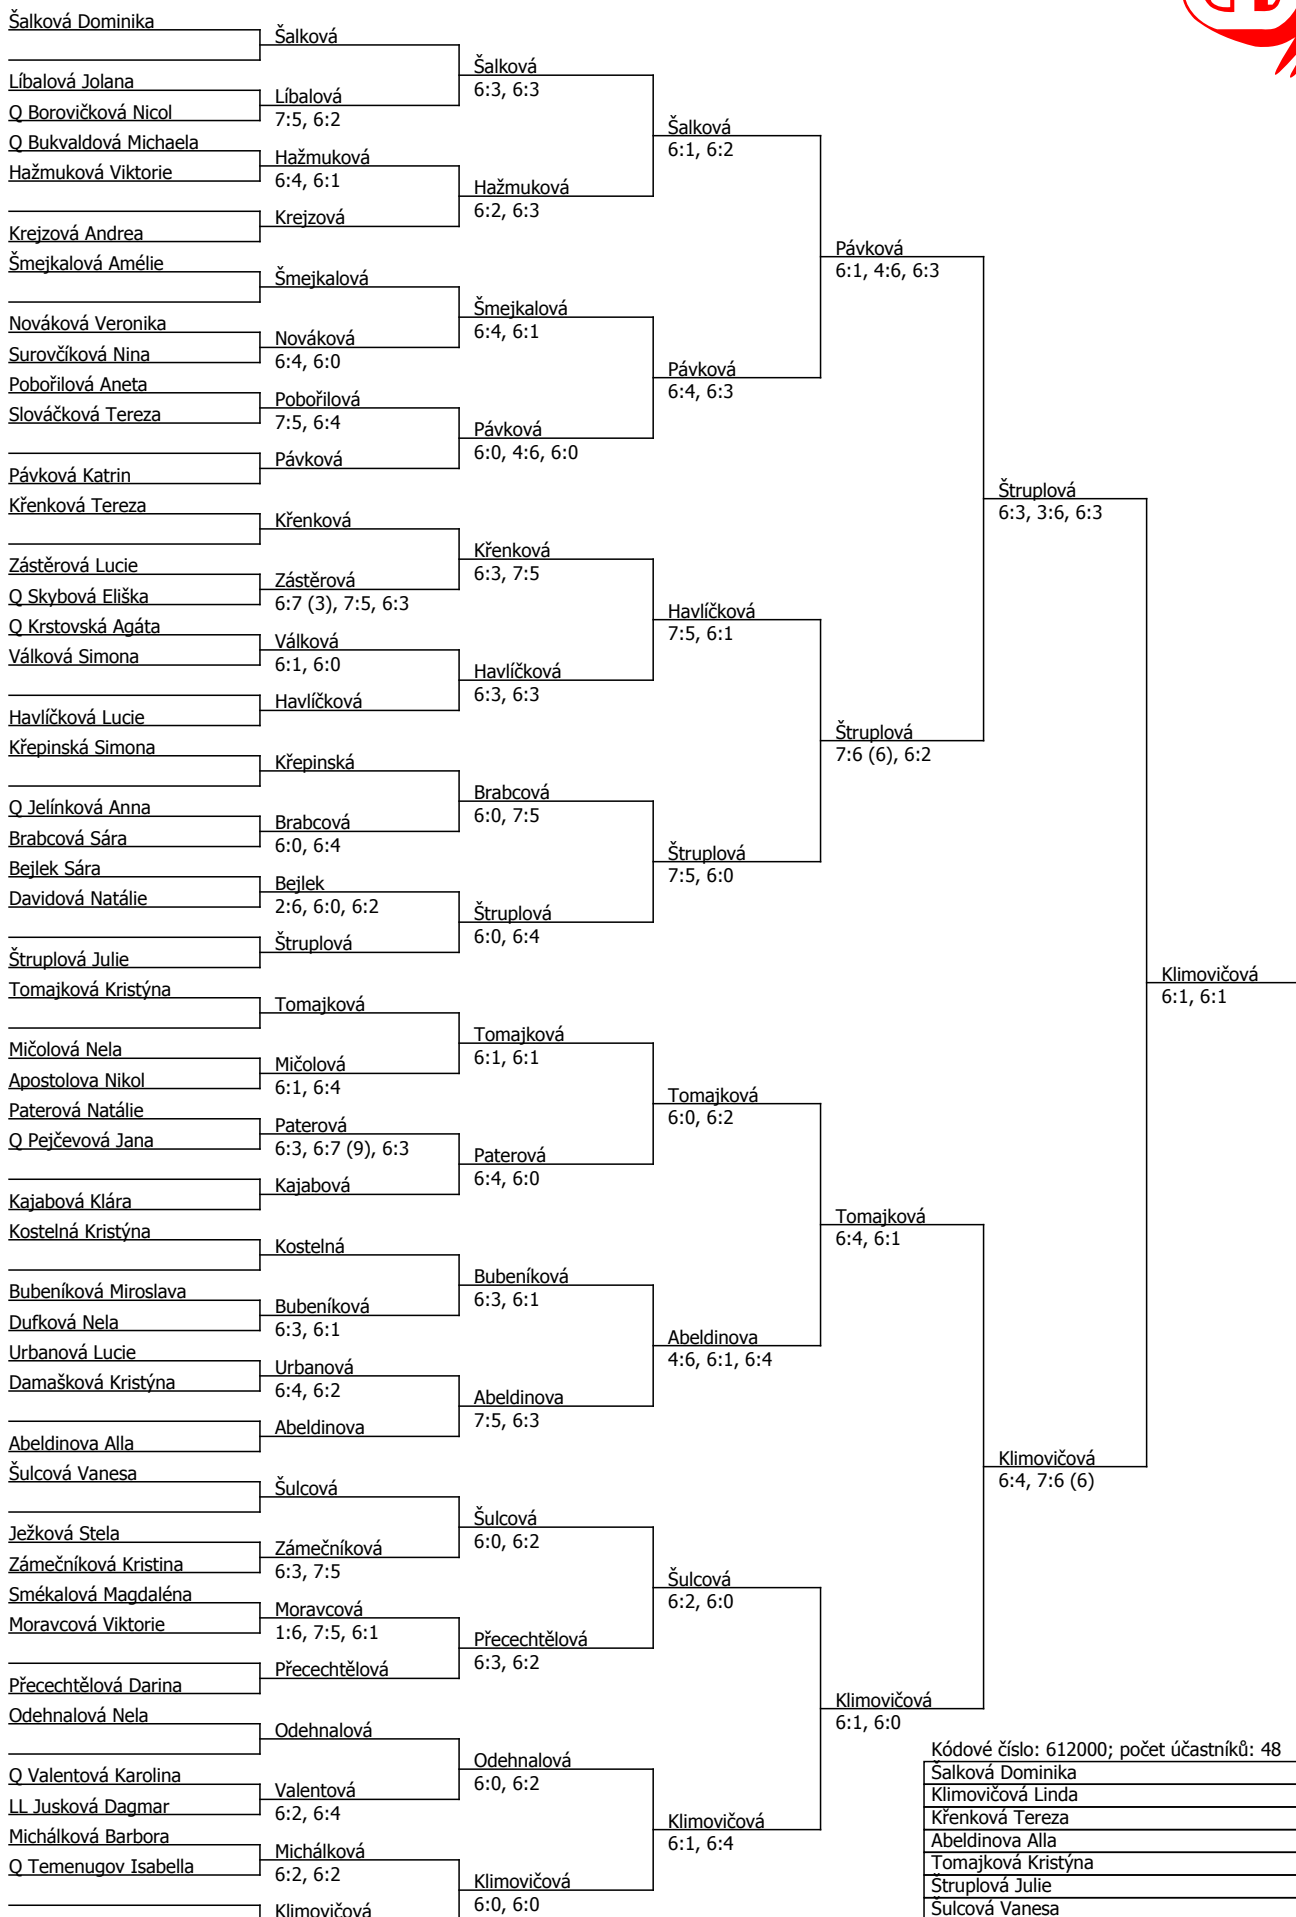 Šalková Dominika
Líbalová Jolana
Q Borovičková Nicol
Q Bukvaldová Michaela
Hažmuková Viktorie
Krejzová Andrea
Šmejkalová Amélie
Nováková Veronika
Surovčíková Nina
Pobořilová Aneta
Slováčková Tereza
Pávková Katrin
Křenková Tereza
Zástěrová Lucie
Q Skybová Eliška
Q Krstovská Agáta
Válková Simona
Havlíčková Lucie
Křepinská Simona
Q Jelínková Anna
Brabcová Sára
Bejlek Sára
Davidová Natálie
Štruplová Julie
Tomajková Kristýna
Mičolová Nela
Apostolova Nikol
Paterová Natálie
Q Pejčevová Jana
Kajabová Klára
Kostelná Kristýna
Bubeníková Miroslava
Dufková Nela
Urbanová Lucie
Damašková Kristýna
Abeldinova Alla
Šulcová Vanesa
Ježková Stela
Zámečníková Kristina
Smékalová Magdaléna
Moravcová Viktorie
Přecechtělová Darina
Odehnalová Nela
Q Valentová Karolina
LL Jusková Dagmar
Michálková Barbora
Q Temenugov Isabella
Šalková
Líbalová
7:5, 6:2
Hažmuková
6:4, 6:1
Krejzová
Šmejkalová
Nováková
6:4, 6:0
Pobořilová
7:5, 6:4
Pávková
Křenková
Zástěrová
6:7 (3), 7:5, 6:3
Válková
6:1, 6:0
Havlíčková
Křepinská
Brabcová
6:0, 6:4
Bejlek
2:6, 6:0, 6:2
Štruplová
Tomajková
Mičolová
6:1, 6:4
Paterová
6:3, 6:7 (9), 6:3
Kajabová
Kostelná
Bubeníková
6:3, 6:1
Urbanová
6:4, 6:2
Abeldinova
Šulcová
Zámečníková
6:3, 7:5
Moravcová
1:6, 7:5, 6:1
Přecechtělová
Odehnalová
Valentová
6:2, 6:4
Michálková
6:2, 6:2
Klimovičová
Šalková
6:3, 6:3
Hažmuková
6:2, 6:3
Šmejkalová
6:4, 6:1
Pávková
6:0, 4:6, 6:0
Křenková
6:3, 7:5
Havlíčková
6:3, 6:3
Brabcová
6:0, 7:5
Štruplová
6:0, 6:4
Tomajková
6:1, 6:1
Paterová
6:4, 6:0
Bubeníková
6:3, 6:1
Abeldinova
7:5, 6:3
Šulcová
6:0, 6:2
Přecechtělová
6:3, 6:2
Odehnalová
6:0, 6:2
Klimovičová
6:0, 6:0
Šalková
6:1, 6:2
Pávková
6:4, 6:3
Havlíčková
7:5, 6:1
Štruplová
7:5, 6:0
Tomajková
6:0, 6:2
Abeldinova
4:6, 6:1, 6:4
Šulcová
6:2, 6:0
Klimovičová
6:1, 6:4
Pávková
6:1, 4:6, 6:3
Štruplová
7:6 (6), 6:2
Tomajková
6:4, 6:1
Klimovičová
6:1, 6:0
Štruplová
6:3, 3:6, 6:3
Klimovičová
6:4, 7:6 (6)
Klimovičová
6:1, 6:1
Kódové číslo: 612000; počet účastníků: 48
Šalková Dominika
Klimovičová Linda
Křenková Tereza
Abeldinova Alla
Tomajková Kristýna
Štruplová Julie
Šulcová Vanesa